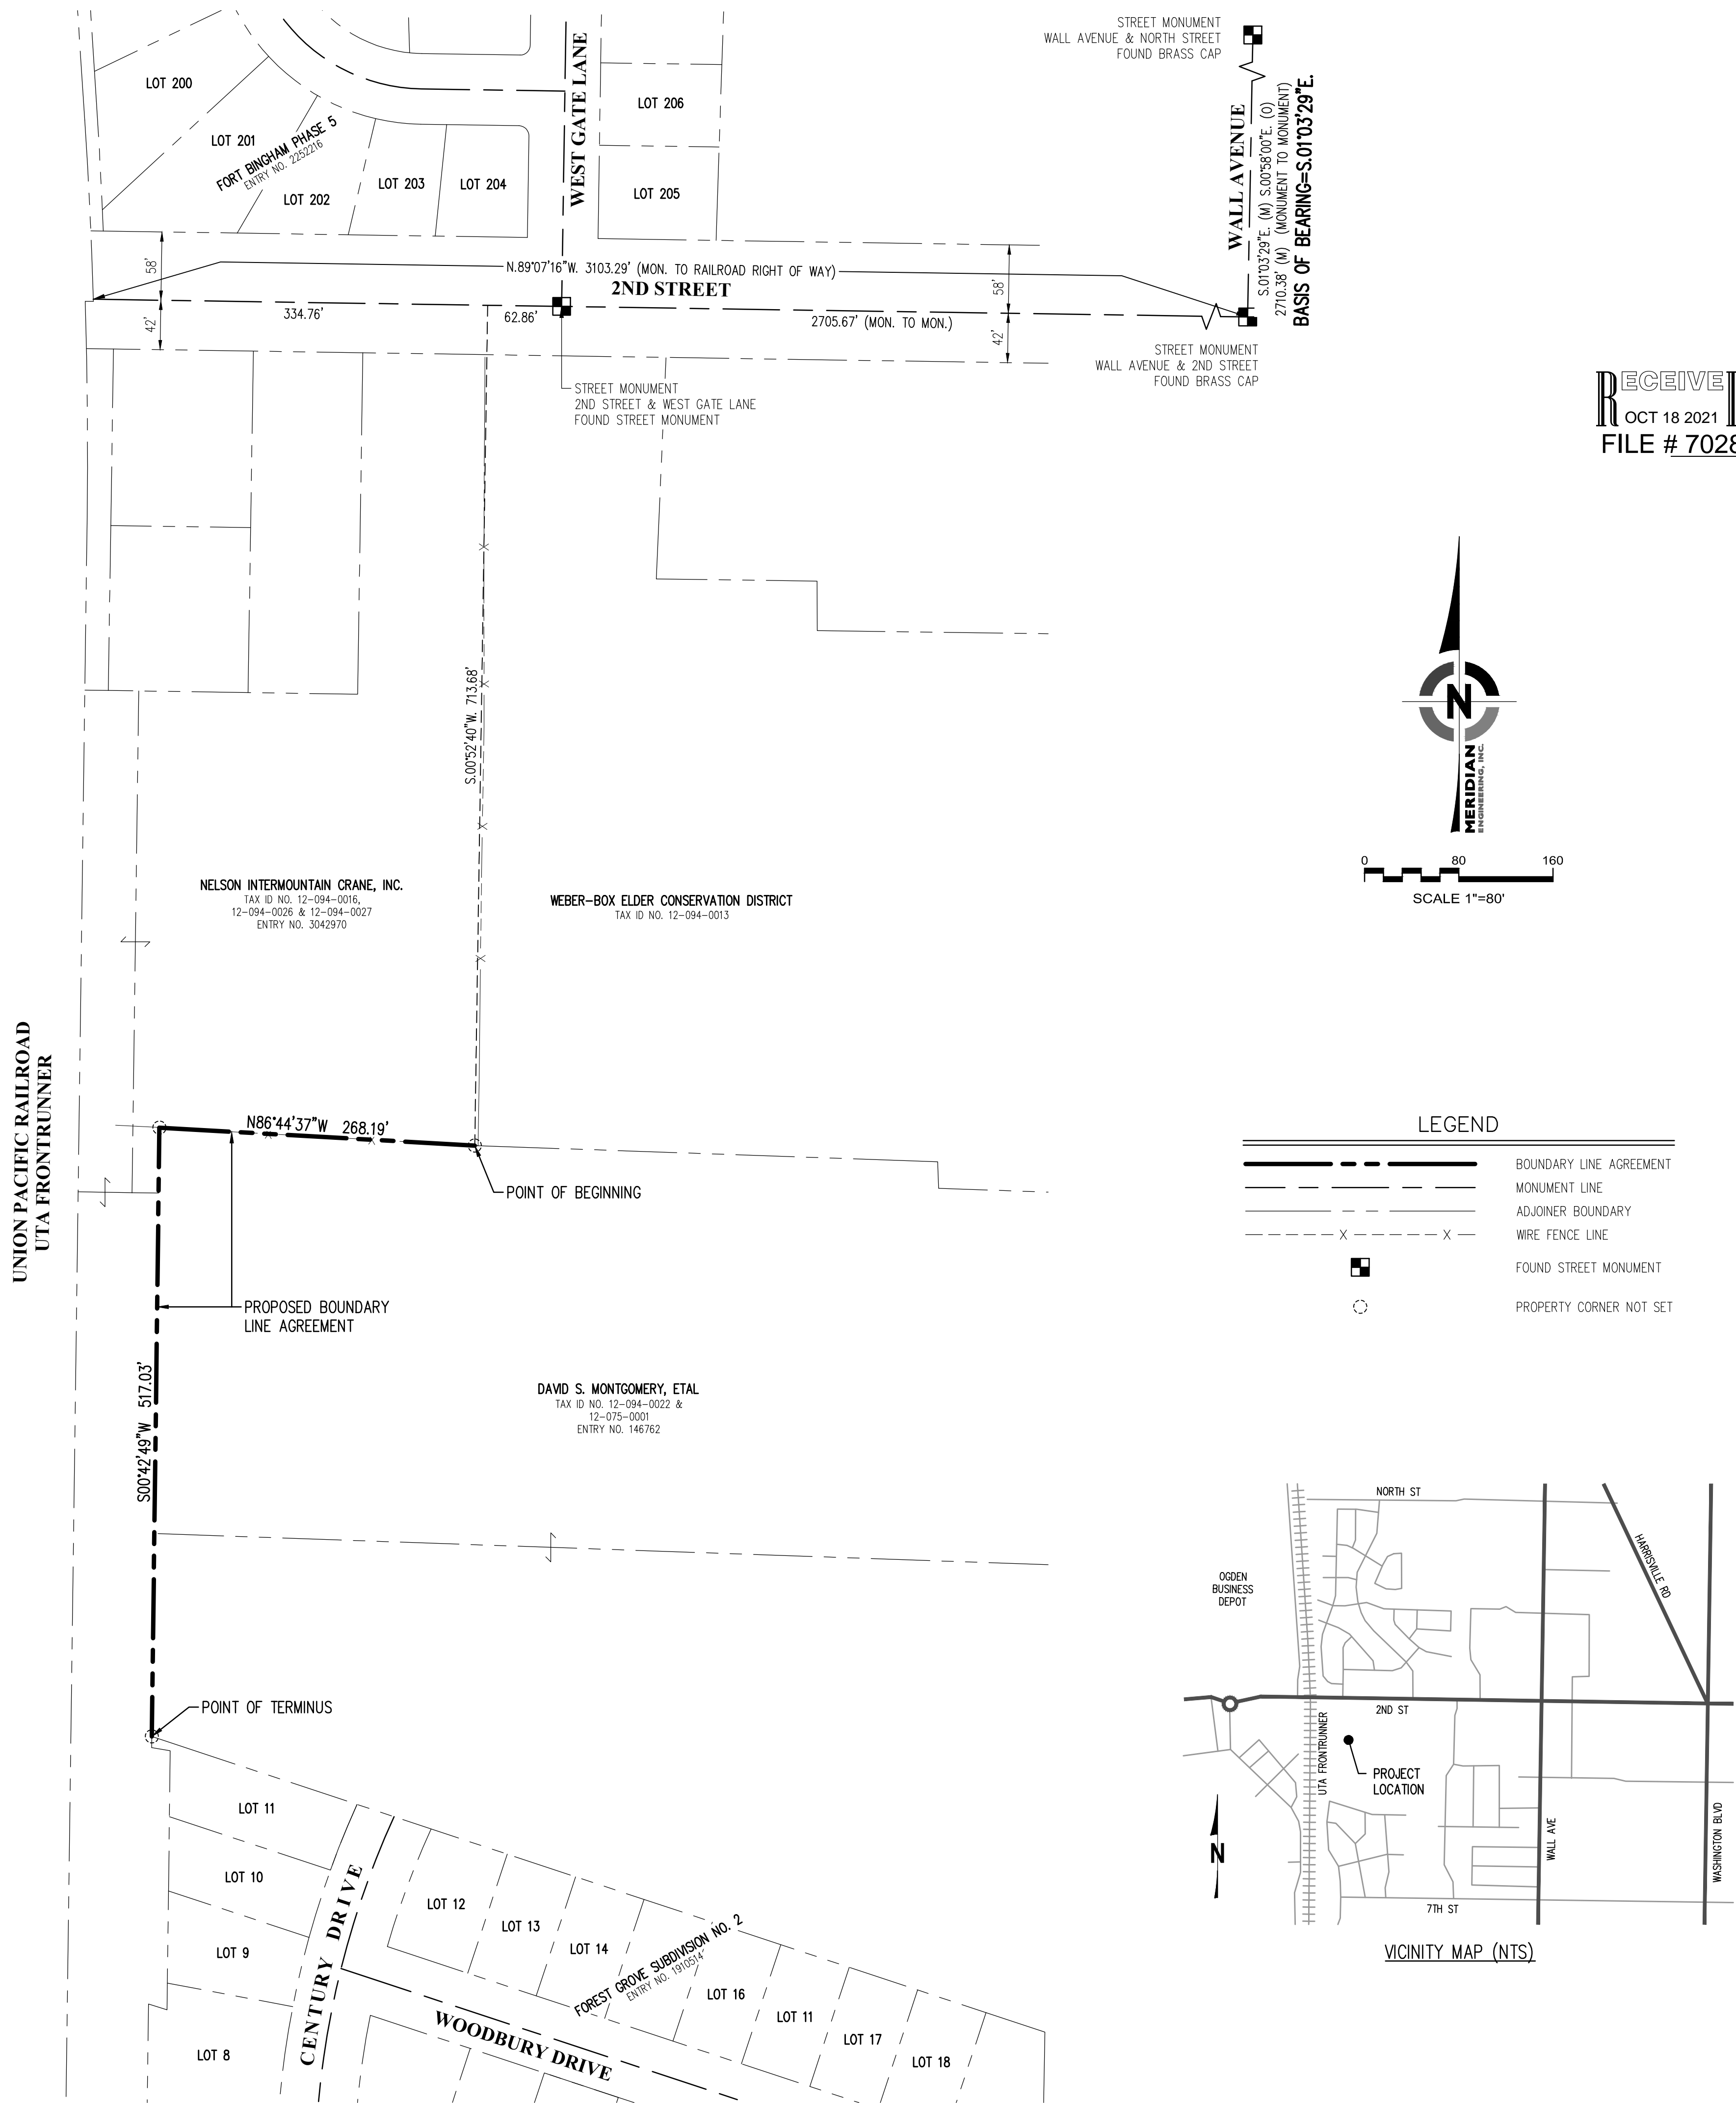 STREET MONUMENT
WALL AVENUE & NORTH STREET
FOUND BRASS CAP
LOT 200
LOT 201
LOT 202
LOT 203
LOT 204
FORT BINGHAM PHASE 5
ENTRY NO. 2252216
WEST GATE LANE
LOT 206
LOT 205
WALL AVENUE
S.01°03'29"E. (M) S.00°58'00"E. (O)
2710.38' (M) (MONUMENT TO MONUMENT)
BASIS OF BEARING=S.01°03'29"E.
58'
42'
N.89°07'16"W. 3103.29' (MON. TO RAILROAD RIGHT OF WAY)
2ND STREET
334.76'
62.86'
2705.67' (MON. TO MON.)
58'
42'
STREET MONUMENT
WALL AVENUE & 2ND STREET
FOUND BRASS CAP
STREET MONUMENT
2ND STREET & WEST GATE LANE
FOUND STREET MONUMENT
RECEIVE
OCT 18 2021
FILE # 7028
S.00°52'40"W. 713.68'
N
MERIDIAN
ENGINEERING, INC.
0 80 160
SCALE 1"=80'
NELSON INTERMOUNTAIN CRANE, INC.
TAX ID NO. 12-094-0016,
12-094-0026 & 12-094-0027
ENTRY NO. 3042970
WEBER-BOX ELDER CONSERVATION DISTRICT
TAX ID NO. 12-094-0013
UNION PACIFIC RAILROAD
UTA FRONTRUNNER
N86°44'37"W 268.19'
POINT OF BEGINNING
PROPOSED BOUNDARY
LINE AGREEMENT
S00°42'49"W 517.03'
LEGEND
BOUNDARY LINE AGREEMENT
MONUMENT LINE
ADJOINER BOUNDARY
WIRE FENCE LINE
FOUND STREET MONUMENT
PROPERTY CORNER NOT SET
DAVID S. MONTGOMERY, ETAL
TAX ID NO. 12-094-0022 &
12-075-0001
ENTRY NO. 146762
POINT OF TERMINUS
LOT 11
LOT 10
LOT 9
LOT 8
CENTURY DRIVE
LOT 12
LOT 13
LOT 14
FOREST GROVE SUBDIVISION NO. 2
ENTRY NO. 1910514
LOT 16
LOT 11
LOT 17
LOT 18
WOODBURY DRIVE
NORTH ST
HARRISVILLE RD
OGDEN
BUSINESS
DEPOT
2ND ST
UTA FRONTRUNNER
PROJECT
LOCATION
WALL AVE
WASHINGTON BLVD
N
7TH ST
VICINITY MAP (NTS)